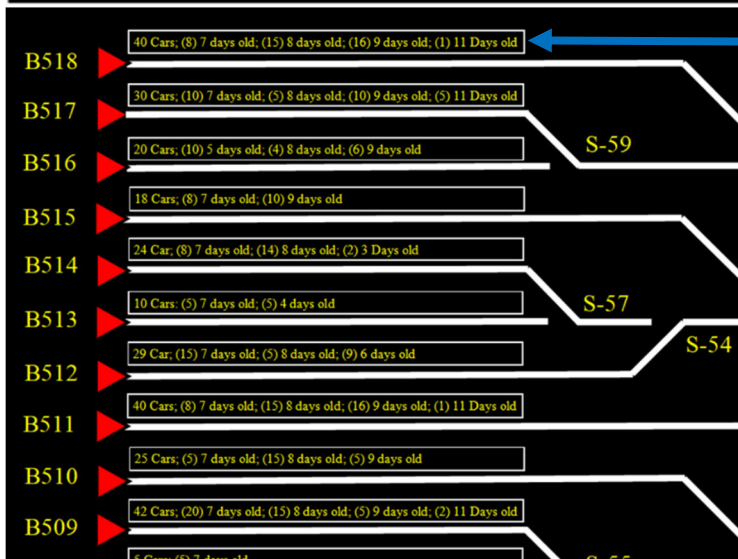 B518 40 Cars; (8) 7 days old; (15) 8 days old; (16) 9 days old; (1) 11 Days old
B517 30 Cars; (10) 7 days old; (5) 8 days old; (10) 9 days old; (5) 11 Days old
S-59
B516 20 Cars; (10) 5 days old; (4) 8 days old; (6) 9 days old
B515 18 Cars; (8) 7 days old; (10) 9 days old
B514 24 Car; (8) 7 days old; (14) 8 days old; (2) 3 Days old
S-57
B513 10 Cars: (5) 7 days old; (5) 4 days old
S-54
B512 29 Car; (15) 7 days old; (5) 8 days old; (9) 6 days old
B511 40 Cars; (8) 7 days old; (15) 8 days old; (16) 9 days old; (1) 11 Days old
B510 25 Cars; (5) 7 days old; (15) 8 days old; (5) 9 days old
B509 42 Cars; (20) 7 days old; (15) 8 days old; (5) 9 days old; (2) 11 Days old
S-55
5 Cars; (5) 7 days old